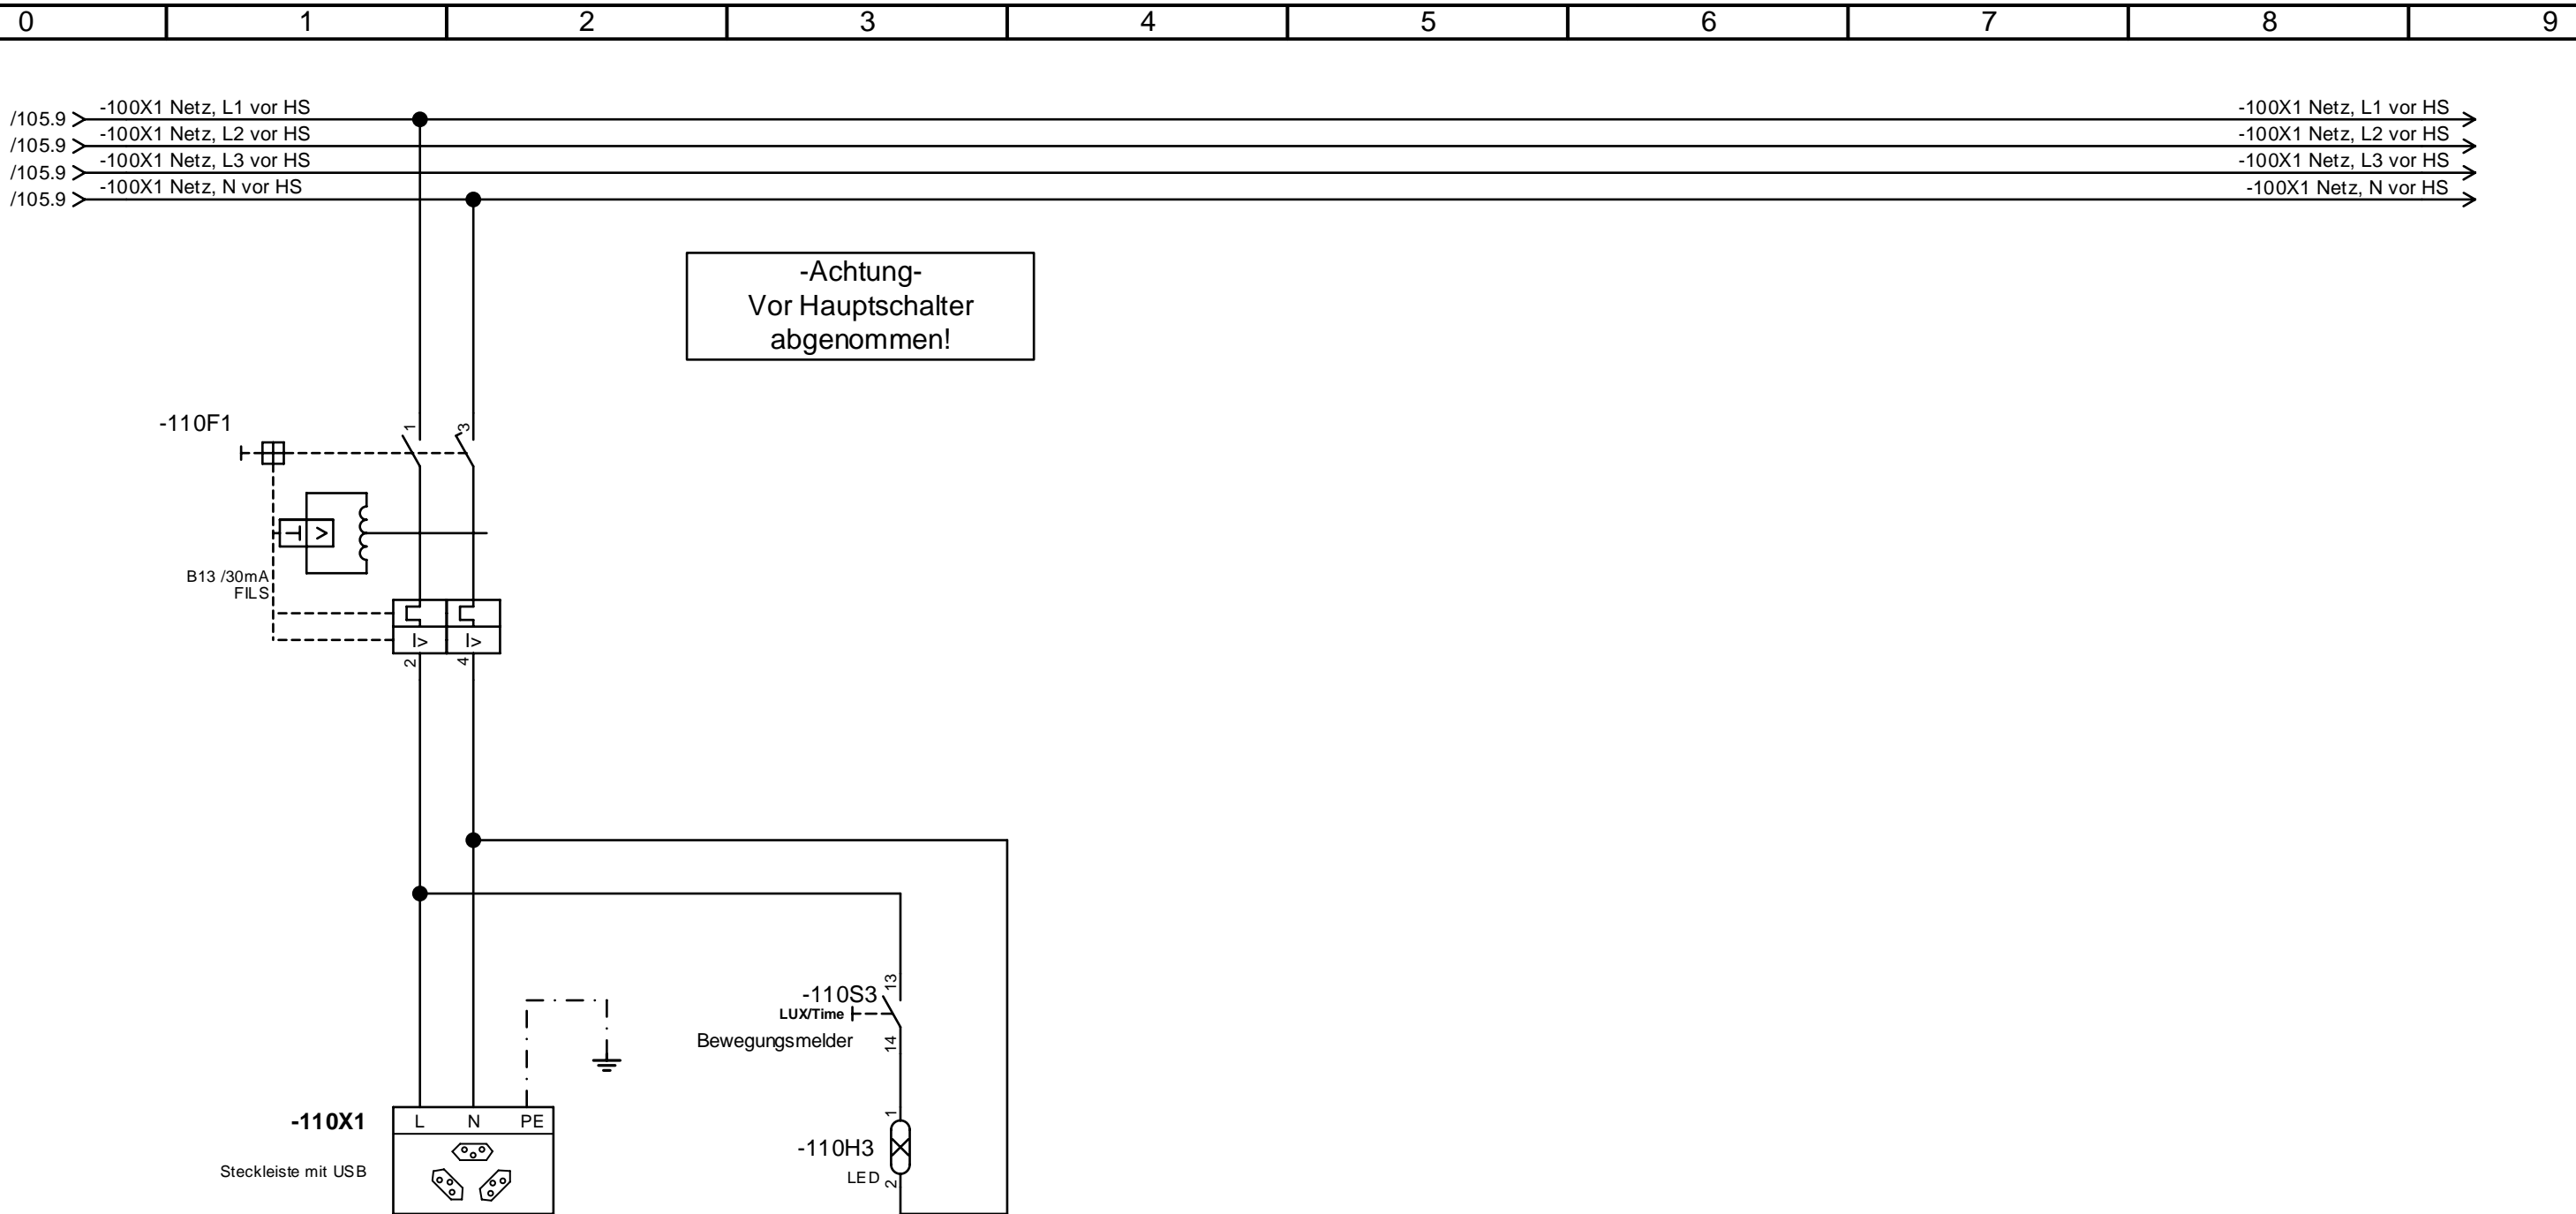 0 1 2 3 4 5 6 7 8 9
-100X1 Netz, L1 vor HS -100X1 Netz, L1 vor HS
/105.9
-100X1 Netz, L2 vor HS -100X1 Netz, L2 vor HS
/105.9
-100X1 Netz, L3 vor HS -100X1 Netz, L3 vor HS
/105.9
-100X1 Netz, N vor HS -100X1 Netz, N vor HS
/105.9
-Achtung-
Vor Hauptschalter
abgenommen!
-110F1
1 3
B13 /30mA
FILS
I> I>
2 4
13
-110S3
LUX/Time
Bewegungsmelder
14
-110X1
L N PE
Steckleiste mit USB
1
-110H3
LED
2